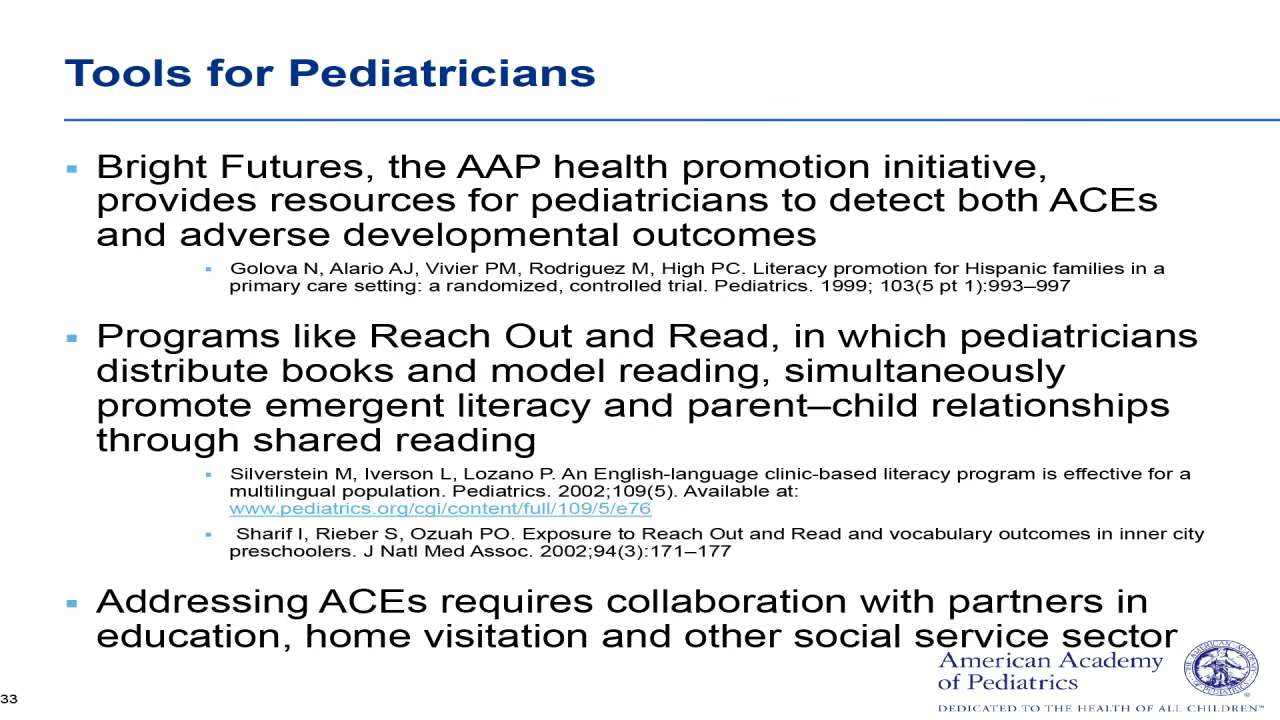 Tools for Pediatricians
Bright Futures, the AAP health promotion initiative,
provides resources for pediatricians to detect both ACEs
and adverse developmental outcomes
Golova N, Alario AJ, Vivier PM, Rodriguez M, High PC. Literacy promotion for Hispanic families in a
primary care setting: a randomized, controlled trial. Pediatrics. 1999; 103(5 pt 1):993–997
Programs like Reach Out and Read, in which pediatricians
distribute books and model reading, simultaneously
promote emergent literacy and parent–child relationships
through shared reading
Silverstein M, Iverson L, Lozano P. An English-language clinic-based literacy program is effective for a
multilingual population. Pediatrics. 2002;109(5). Available at:
www.pediatrics.org/cgi/content/full/109/5/e76
Sharif I, Rieber S, Ozuah PO. Exposure to Reach Out and Read and vocabulary outcomes in inner city
preschoolers. J Natl Med Assoc. 2002;94(3):171–177
Addressing ACEs requires collaboration with partners in
education, home visitation and other social service sector
American Academy
of Pediatrics
DEDICATED TO THE HEALTH OF ALL CHILDREN™
33